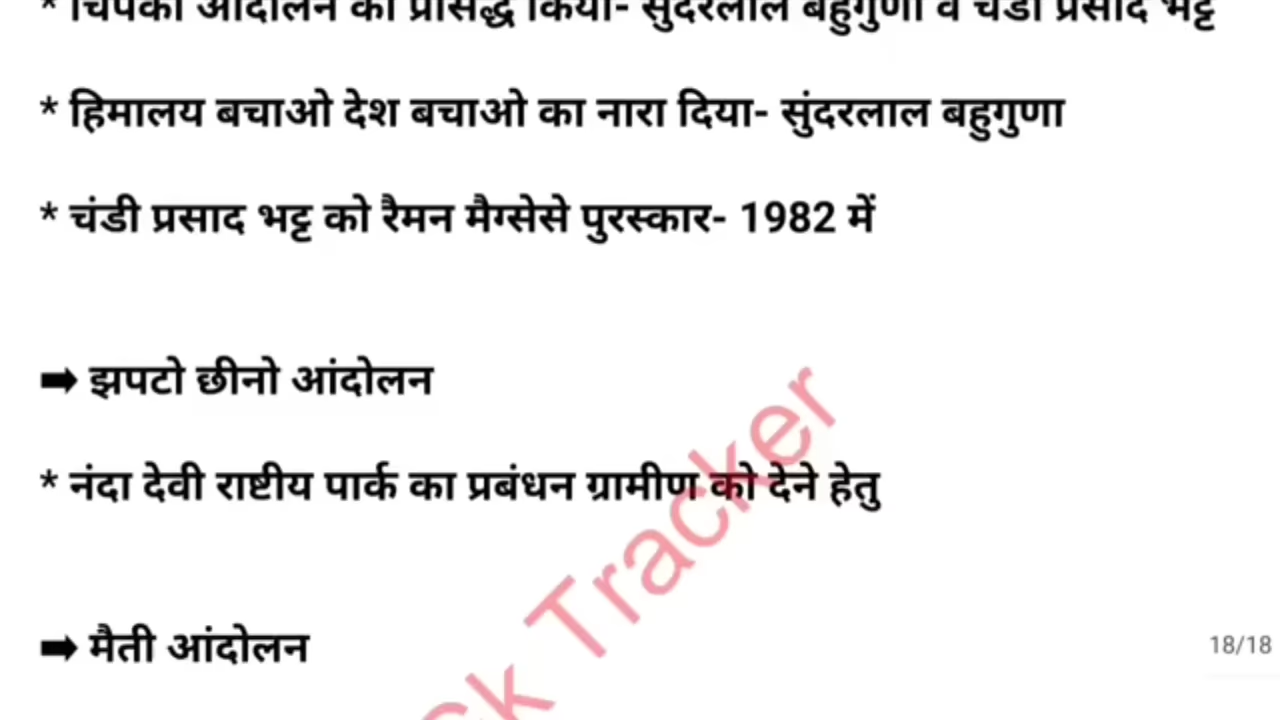 * चिपको आंदोलन को प्रसिद्ध किया- सुंदरलाल बहुगुणा व चंडी प्रसाद भट्ट
* हिमालय बचाओ देश बचाओ का नारा दिया- सुंदरलाल बहुगुणा
* चंडी प्रसाद भट्ट को रैमन मैग्सेसे पुरस्कार- 1982 में
➡ झपटो छीनो आंदोलन
* नंदा देवी राष्टीय पार्क का प्रबंधन ग्रामीण को देने हेतु
➡ मैती आंदोलन
18/18
Tracker